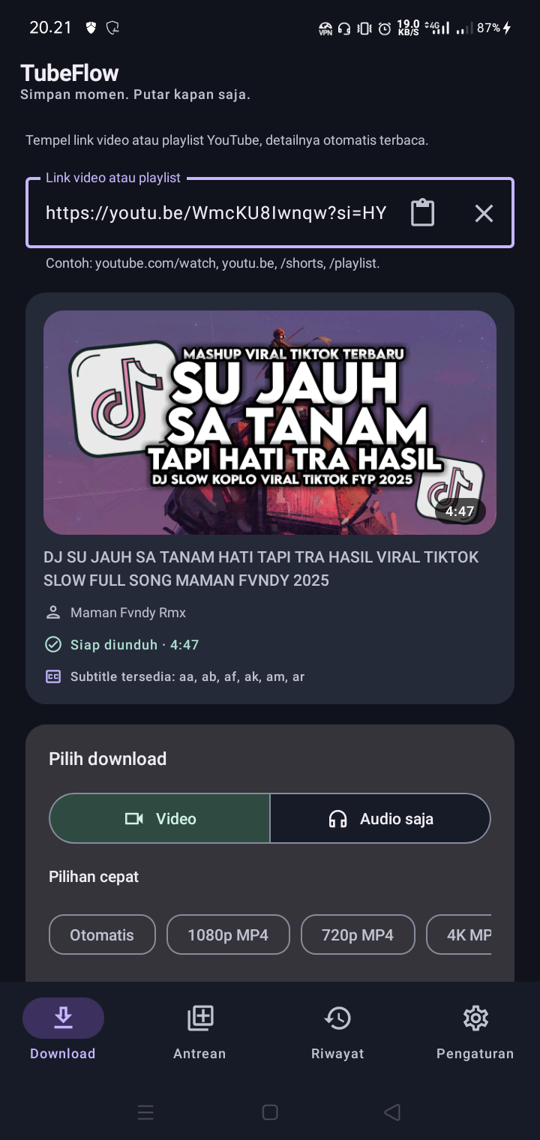 20.21
VPN
19.0
KB/S
4G
87%
TubeFlow
Simpan momen. Putar kapan saja.
Tempel link video atau playlist YouTube, detailnya otomatis terbaca.
Link video atau playlist
https://youtu.be/WmcKU8Iwnqw?si=HY
Contoh: youtube.com/watch, youtu.be, /shorts, /playlist.
MASHUP VIRAL TIKTOK TERBARU
SU JAUH
SA TANAM
TAPI HATI TRA HASIL
DJ SLOW KOPLO VIRAL TIKTOK FYP 2025
4:47
DJ SU JAUH SA TANAM HATI TAPI TRA HASIL VIRAL TIKTOK
SLOW FULL SONG MAMAN FVNDY 2025
Maman Fvndy Rmx
Siap diunduh · 4:47
CC
Subtitle tersedia: aa, ab, af, ak, am, ar
Pilih download
Video
Audio saja
Pilihan cepat
Otomatis
1080p MP4
720p MP4
4K MP
Download
Antrean
Riwayat
Pengaturan